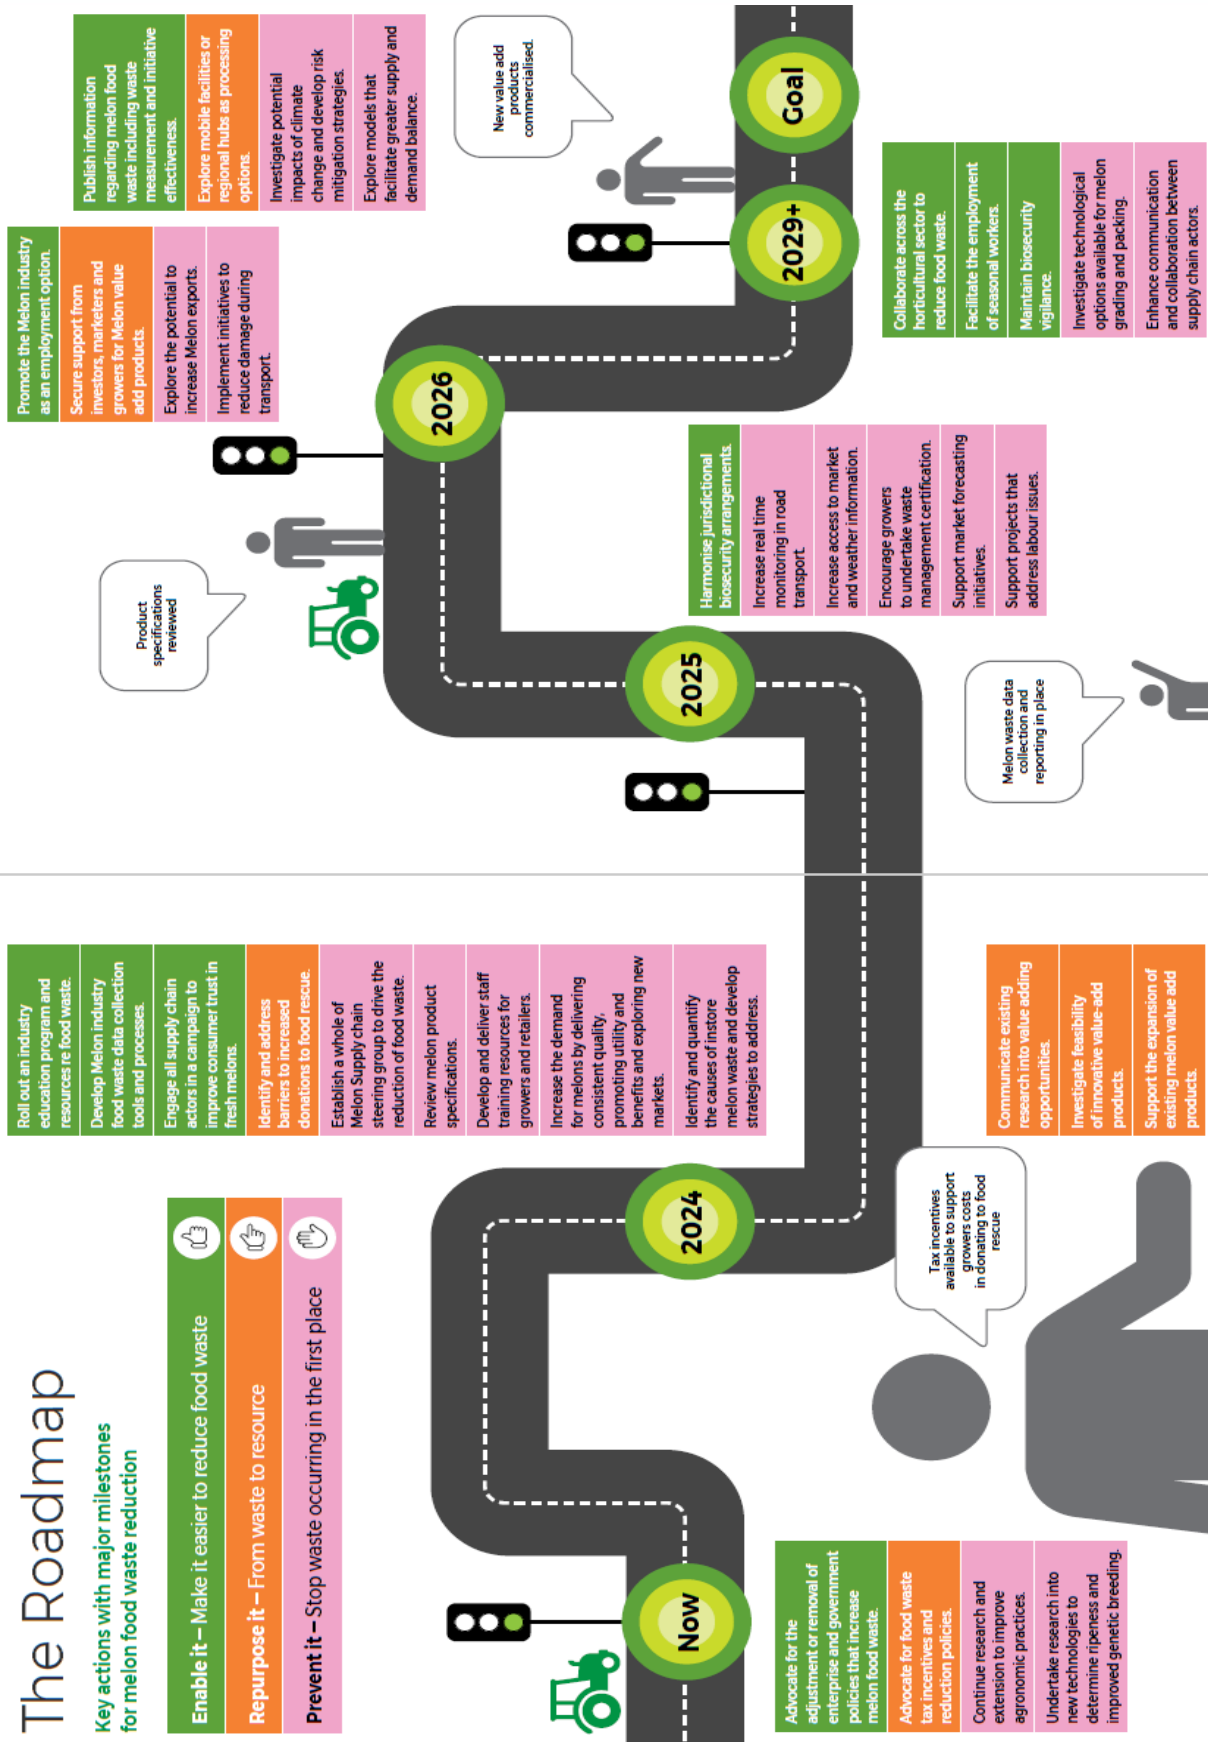 The Roadmap
Key actions with major milestones
for melon food waste reduction
Enable it – Make it easier to reduce food waste
Repurpose it – From waste to resource
Prevent it – Stop waste occurring in the first place
Now
Advocate for the
adjustment or removal of
enterprise and government
policies that increase
melon food waste.
Advocate for food waste
tax incentives and
reduction policies.
Continue research and
extension to improve
agronomic practices.
Undertake research into
new technologies to
determine ripeness and
improved genetic breeding.
Tax incentives
available to support
growers costs
in donating to food
rescue
2024
Roll out an industry
education program and
resources re food waste.
Develop Melon industry
food waste data collection
tools and processes.
Engage all supply chain
actors in a campaign to
improve consumer trust in
fresh melons.
Identify and address
barriers to increased
donations to food rescue.
Establish a whole of
Melon Supply chain
steering group to drive the
reduction of food waste.
Review melon product
specifications.
Develop and deliver staff
training resources for
growers and retailers.
Increase the demand
for melons by delivering
consistent quality,
promoting utility and
benefits and exploring new
markets.
Identify and quantify
the causes of instore
melon waste and develop
strategies to address.
Communicate existing
research into value adding
opportunities.
Investigate feasibility
of innovative value-add
products.
Support the expansion of
existing melon value add
products.
Melon waste data
collection and
reporting in place
2025
Harmonise jurisdictional
biosecurity arrangements.
Increase real time
monitoring in road
transport.
Increase access to market
and weather information.
Encourage growers
to undertake waste
management certification.
Support market forecasting
initiatives.
Support projects that
address labour issues.
Product
specifications
reviewed
2026
Promote the Melon industry
as an employment option.
Secure support from
investors, marketers and
growers for Melon value
add products.
Explore the potential to
increase Melon exports.
Implement initiatives to
reduce damage during
transport.
2029+
Publish information
regarding melon food
waste including waste
measurement and initiative
effectiveness.
Explore mobile facilities or
regional hubs as processing
options.
Investigate potential
impacts of climate
change and develop risk
mitigation strategies.
Explore models that
facilitate greater supply and
demand balance.
New value add
products
commercialised.
Goal
Collaborate across the
horticultural sector to
reduce food waste.
Facilitate the employment
of seasonal workers.
Maintain biosecurity
vigilance.
Investigate technological
options available for melon
grading and packing.
Enhance communication
and collaboration between
supply chain actors.